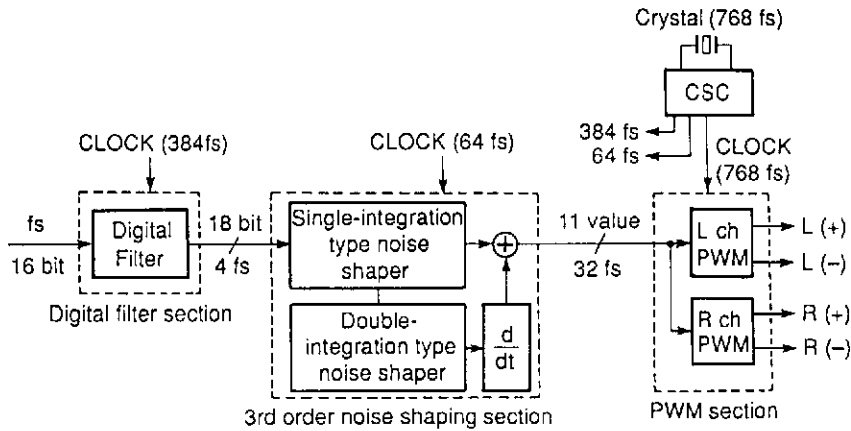 Crystal (768 fs)
CSC
384 fs
64 fs
CLOCK
(768 fs)
CLOCK (384fs)
CLOCK (64 fs)
fs
16 bit
Digital
Filter
18 bit
4 fs
Single-integration
type noise
shaper
+
11 value
32 fs
L ch
PWM
L (+)
L (−)
Digital filter section
Double-
integration type
noise shaper
d
dt
R ch
PWM
R (+)
R (−)
3rd order noise shaping section
PWM section